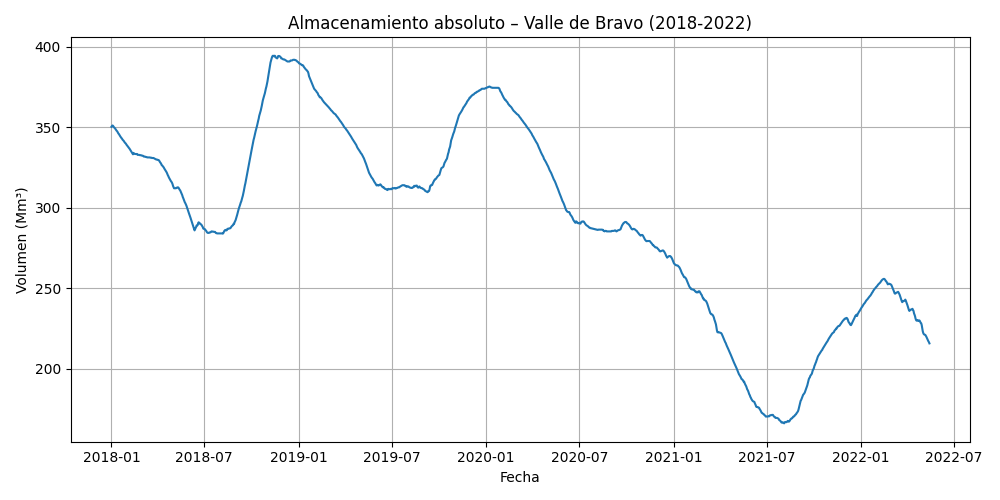 Almacenamiento absoluto – Valle de Bravo (2018-2022)
Volumen (Mm³)
400
350
300
250
200
2018-01 2018-07 2019-01 2019-07 2020-01 2020-07 2021-01 2021-07 2022-01 2022-07
Fecha